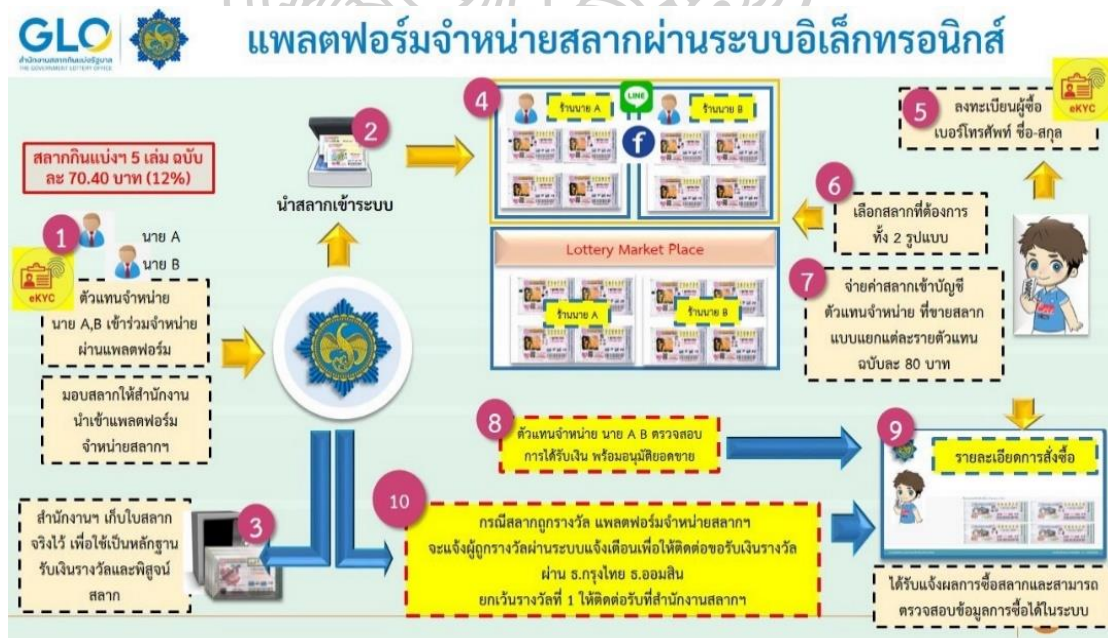 GLO
สำนักงานสลากกินแบ่งรัฐบาล
THE GOVERNMENT LOTTERY OFFICE
แพลตฟอร์มจำหน่ายสลากผ่านระบบอิเล็กทรอนิกส์
สลากกินแบ่งฯ 5 เล่ม ฉบับ
ละ 70.40 บาท (12%)
1
นาย A
นาย B
eKYC
ตัวแทนจำหน่าย
นาย A,B เข้าร่วมจำหน่าย
ผ่านแพลตฟอร์ม
มอบสลากให้สำนักงาน
นำเข้าแพลตฟอร์ม
จำหน่ายสลากฯ
2
นำสลากเข้าระบบ
3
สำนักงานฯ เก็บใบสลาก
จริงไว้ เพื่อใช้เป็นหลักฐาน
รับเงินรางวัลและพิสูจน์
สลาก
4
ร้านนาย A
LINE
ร้านนาย B
f
Lottery Market Place
ร้านนาย A
ร้านนาย B
5
ลงทะเบียนผู้ซื้อ
เบอร์โทรศัพท์ ชื่อ-สกุล
eKYC
6
เลือกสลากที่ต้องการ
ทั้ง 2 รูปแบบ
7
จ่ายค่าสลากเข้าบัญชี
ตัวแทนจำหน่าย ที่ขายสลาก
แบบแยกแต่ละรายตัวแทน
ฉบับละ 80 บาท
8
ตัวแทนจำหน่าย นาย A B ตรวจสอบ
การได้รับเงิน พร้อมอนุมัติยอดขาย
9
รายละเอียดการสั่งซื้อ
ได้รับแจ้งผลการซื้อสลากและสามารถ
ตรวจสอบข้อมูลการซื้อได้ในระบบ
10
กรณีสลากถูกรางวัล แพลตฟอร์มจำหน่ายสลากฯ
จะแจ้งผู้ถูกรางวัลผ่านระบบแจ้งเตือนเพื่อให้ติดต่อขอรับเงินรางวัล
ผ่าน ธ.กรุงไทย ธ.ออมสิน
ยกเว้นรางวัลที่ 1 ให้ติดต่อรับที่สำนักงานสลากฯ